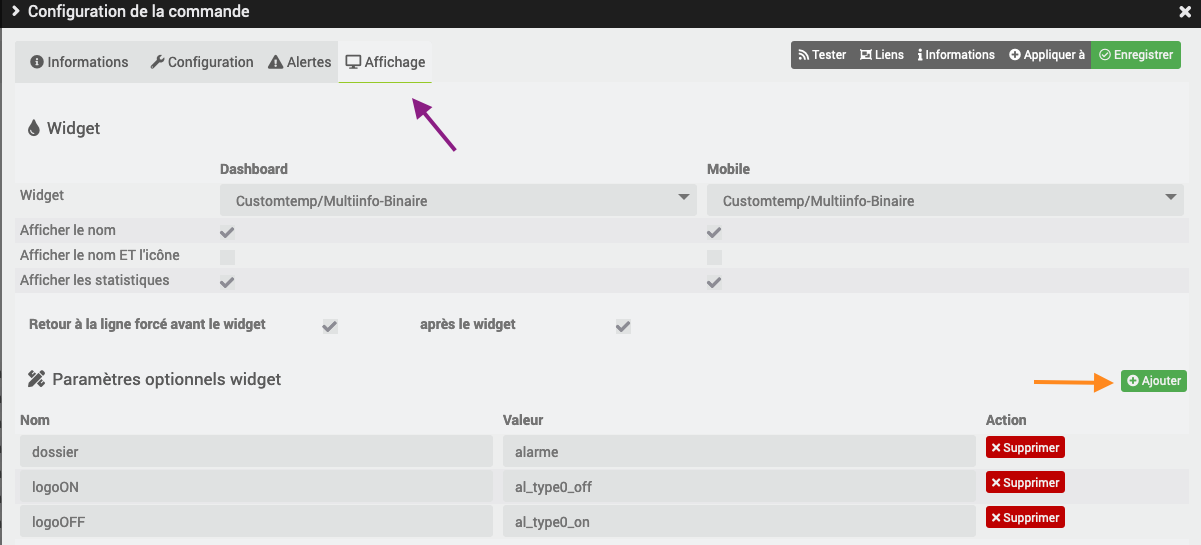 Configuration de la commande
Informations Configuration Alertes Affichage Tester Liens Informations Appliquer à Enregistrer
Widget
Dashboard Mobile
Widget Customtemp/Multiinfo-Binaire Customtemp/Multiinfo-Binaire
Afficher le nom
Afficher le nom ET l'icône
Afficher les statistiques
Retour à la ligne forcé avant le widget après le widget
Paramètres optionnels widget Ajouter
Nom Valeur Action
dossier alarme Supprimer
logoON al_type0_off Supprimer
logoOFF al_type0_on Supprimer